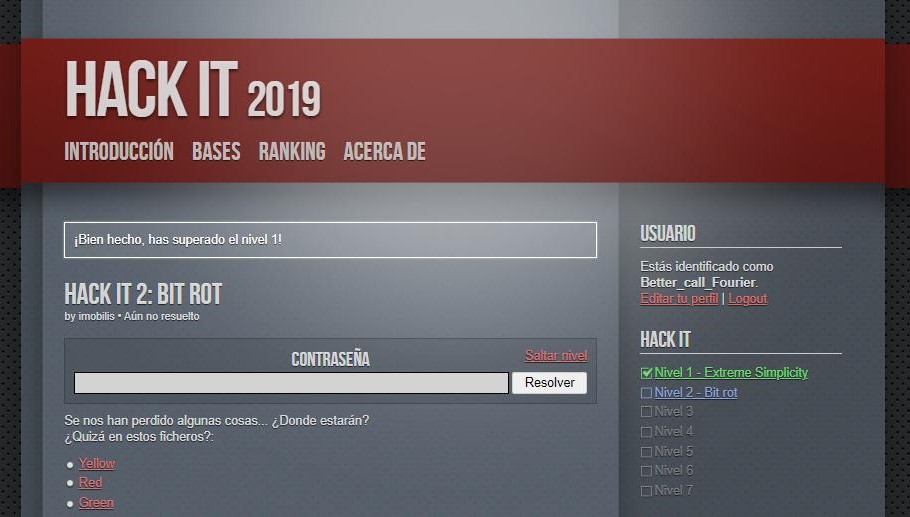 HACK IT 2019
INTRODUCCIÓN BASES RANKING ACERCA DE
¡Bien hecho, has superado el nivel 1!
HACK IT 2: BIT ROT
by imobilis • Aún no resuelto
CONTRASEÑA
Saltar nivel
Resolver
Se nos han perdido algunas cosas... ¿Donde estarán?
¿Quizá en estos ficheros?:
Yellow
Red
Green
USUARIO
Estás identificado como
Better_call_Fourier.
Editar tu perfil | Logout
HACK IT
Nivel 1 - Extreme Simplicity
Nivel 2 - Bit rot
Nivel 3
Nivel 4
Nivel 5
Nivel 6
Nivel 7